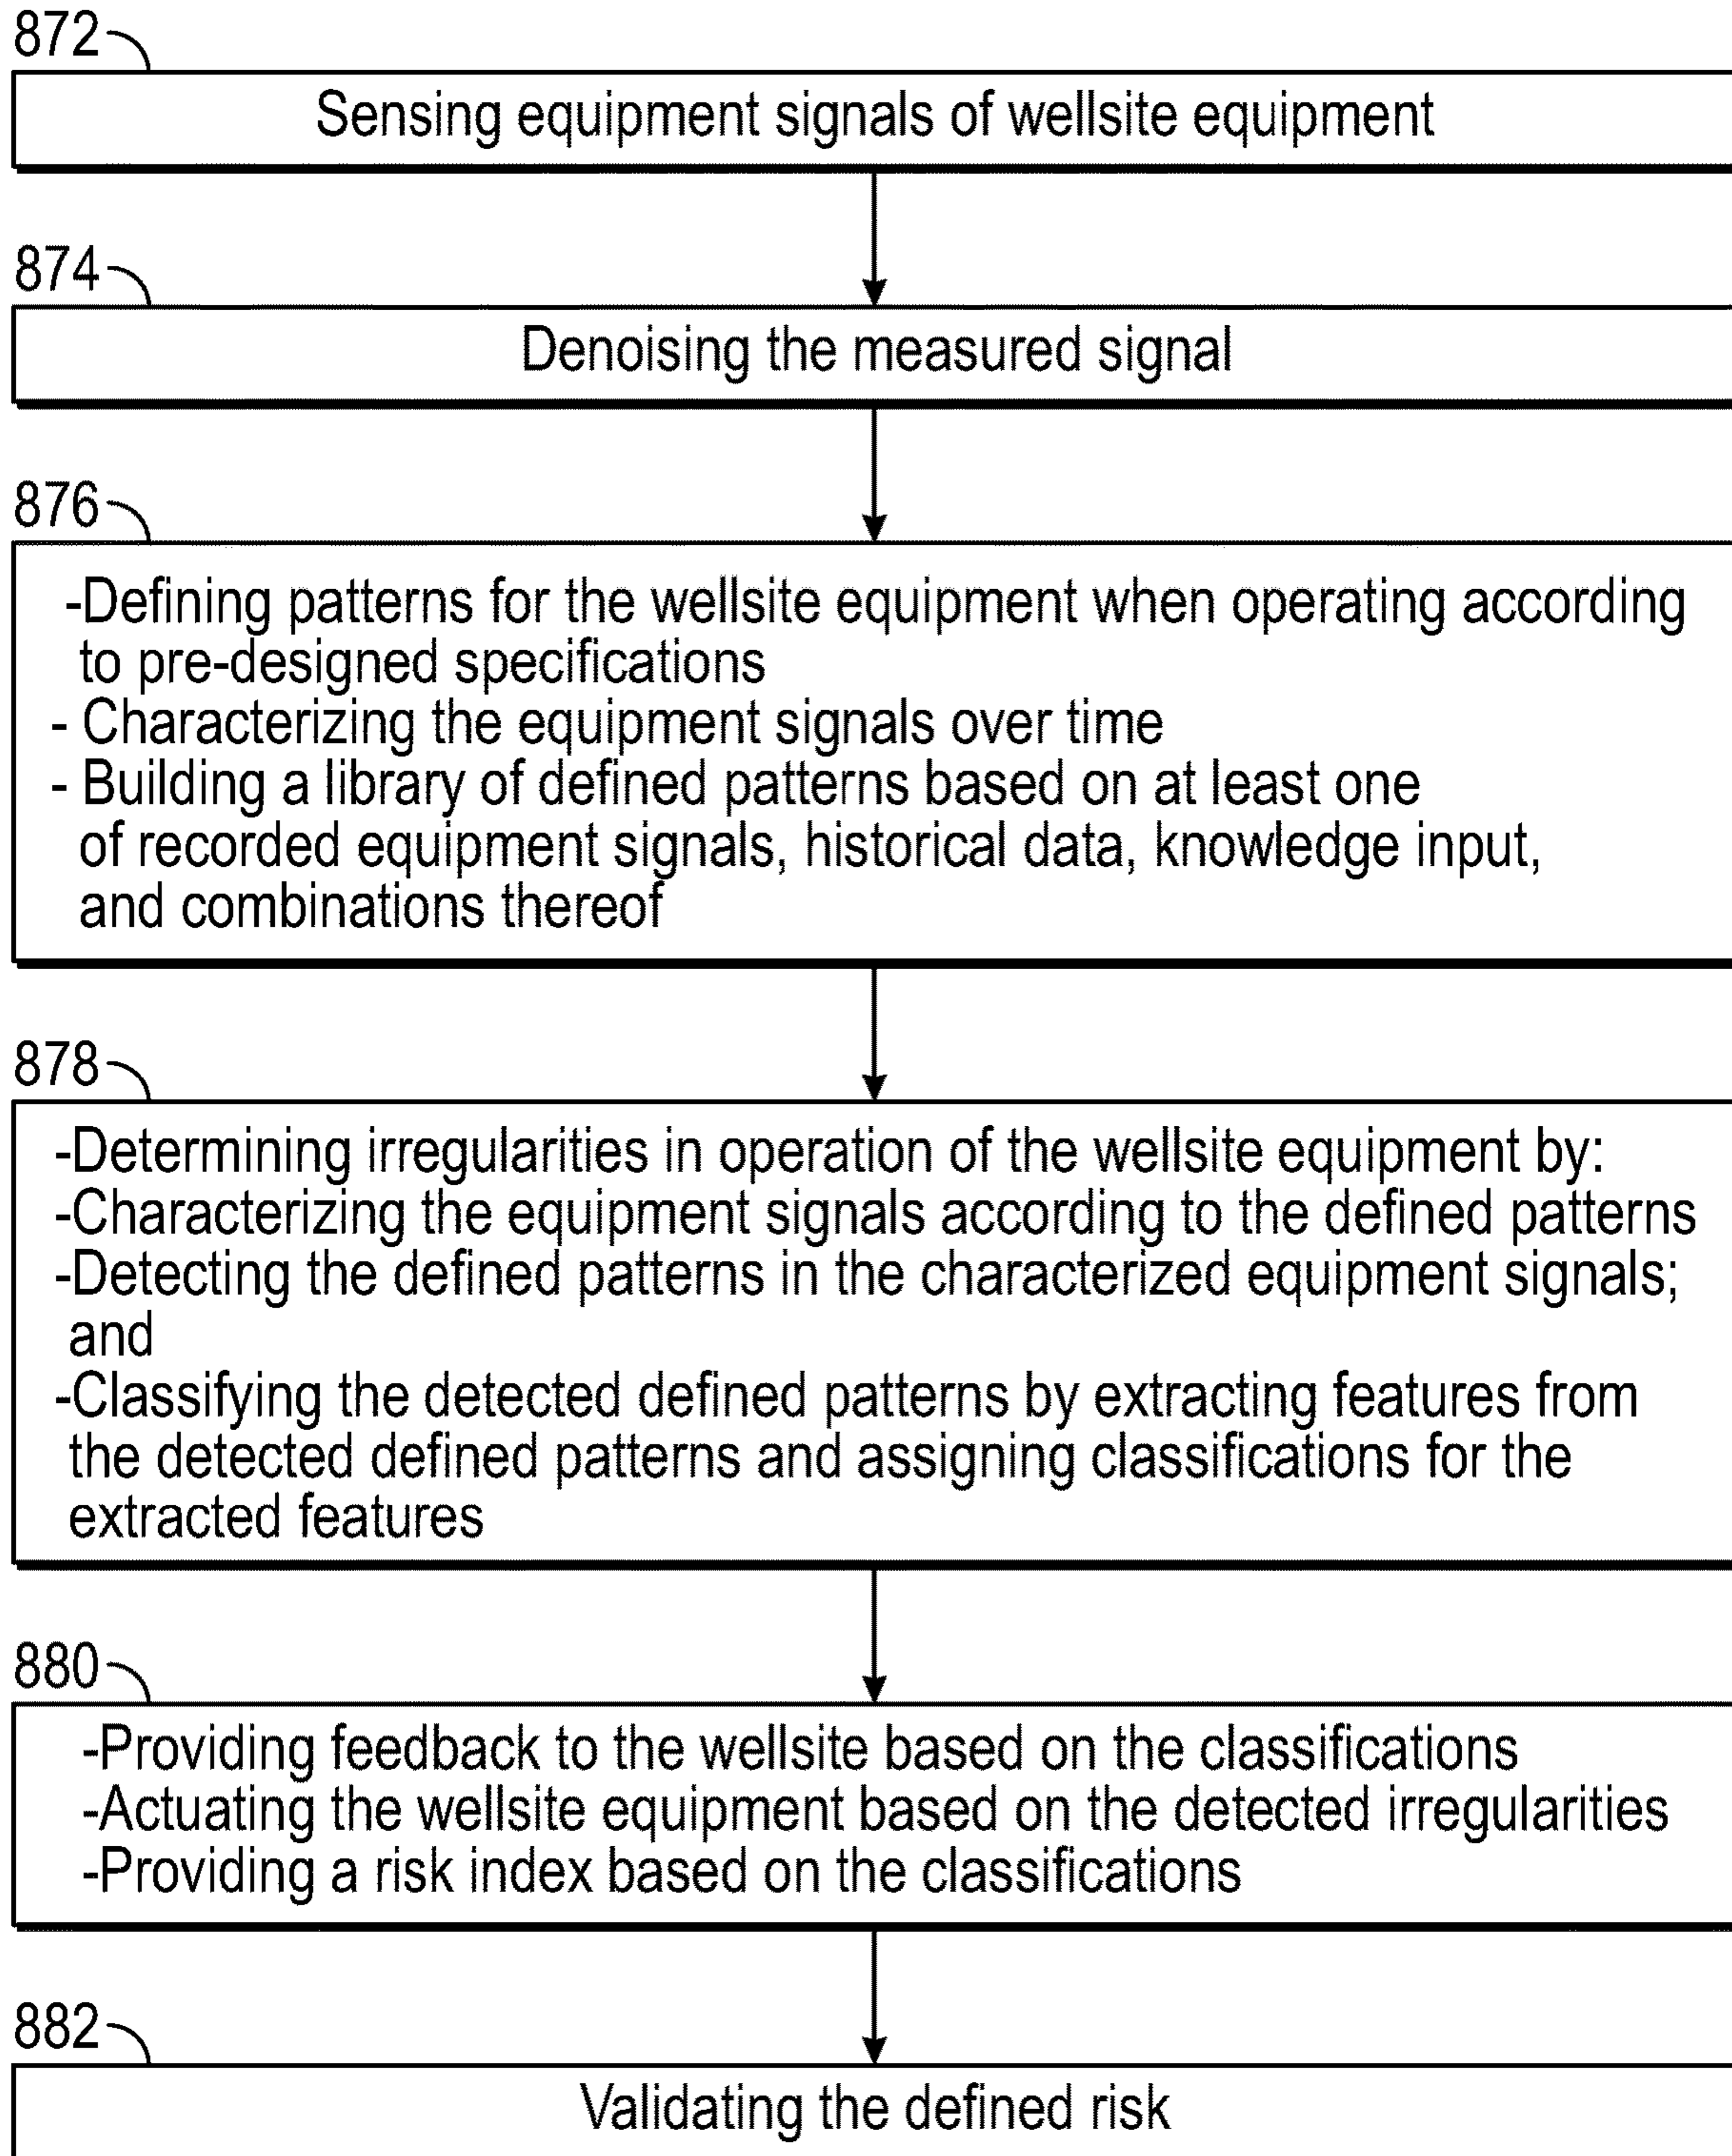 872
Sensing equipment signals of wellsite equipment
874
Denoising the measured signal
876
-Defining patterns for the wellsite equipment when operating according
to pre-designed specifications
- Characterizing the equipment signals over time
- Building a library of defined patterns based on at least one
of recorded equipment signals, historical data, knowledge input,
and combinations thereof
878
-Determining irregularities in operation of the wellsite equipment by:
-Characterizing the equipment signals according to the defined patterns
-Detecting the defined patterns in the characterized equipment signals;
and
-Classifying the detected defined patterns by extracting features from
the detected defined patterns and assigning classifications for the
extracted features
880
-Providing feedback to the wellsite based on the classifications
-Actuating the wellsite equipment based on the detected irregularities
-Providing a risk index based on the classifications
882
Validating the defined risk